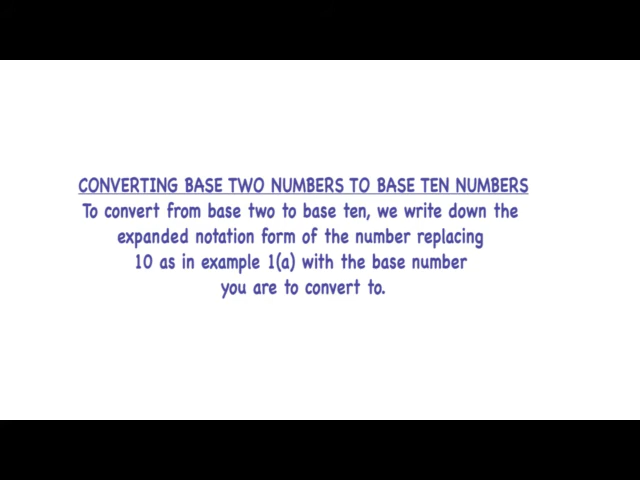 CONVERTING BASE TWO NUMBERS TO BASE TEN NUMBERS
To convert from base two to base ten, we write down the
expanded notation form of the number replacing
10 as in example 1(a) with the base number
you are to convert to.